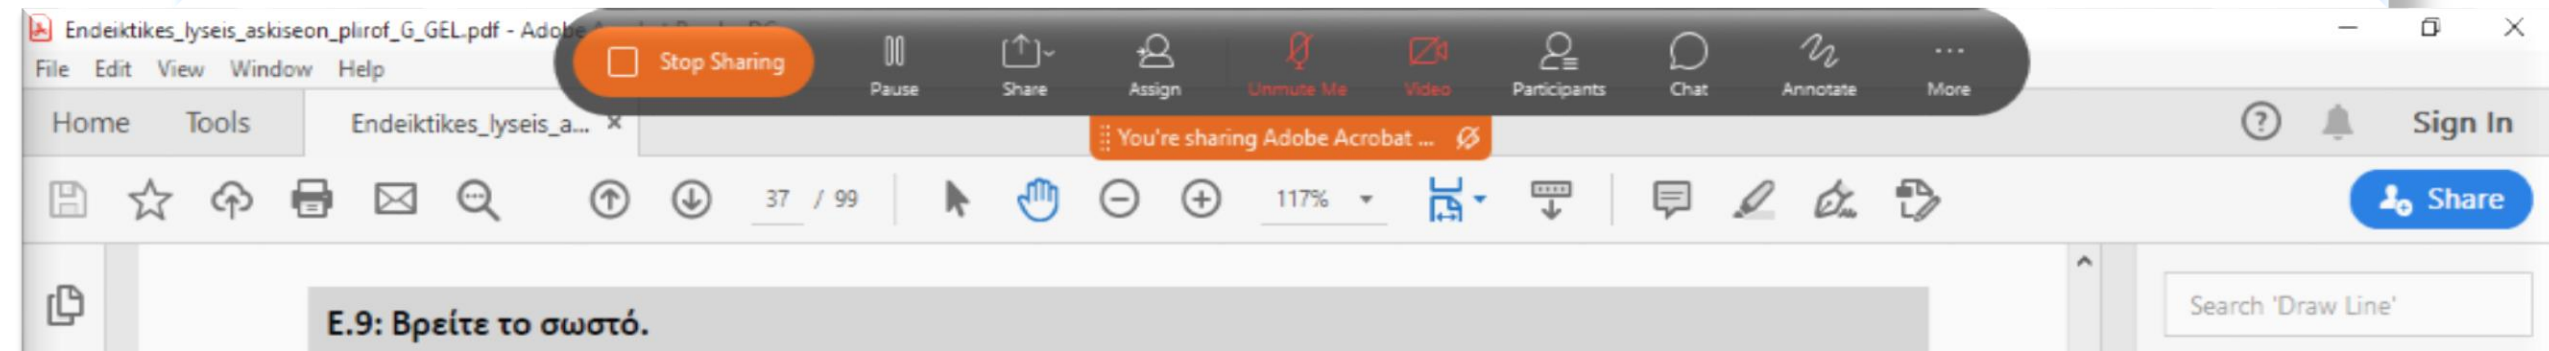 Endeiktikes_lyseis_askiseon_plirof_G_GEL.pdf - Adobe
File Edit View Window Help
Stop Sharing
Pause
Share
Assign
Unmute Me
Video
Participants
Chat
Annotate
More
Home Tools Endeiktikes_lyseis_a... ×
You're sharing Adobe Acrobat ...
Sign In
37 / 99
117%
Share
Ε.9: Βρείτε το σωστό.
Search 'Draw Line'